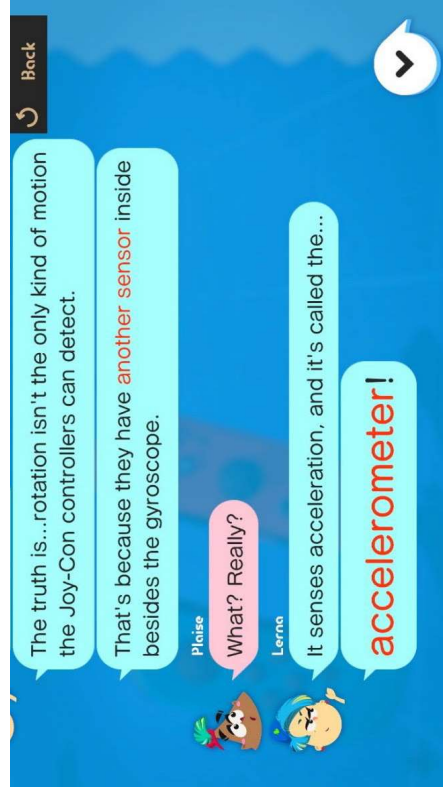 Back
The truth is...rotation isn't the only kind of motion
the Joy-Con controllers can detect.
That's because they have another sensor inside
besides the gyroscope.
Plaise
What? Really?
Lerna
It senses acceleration, and it's called the...
accelerometer!